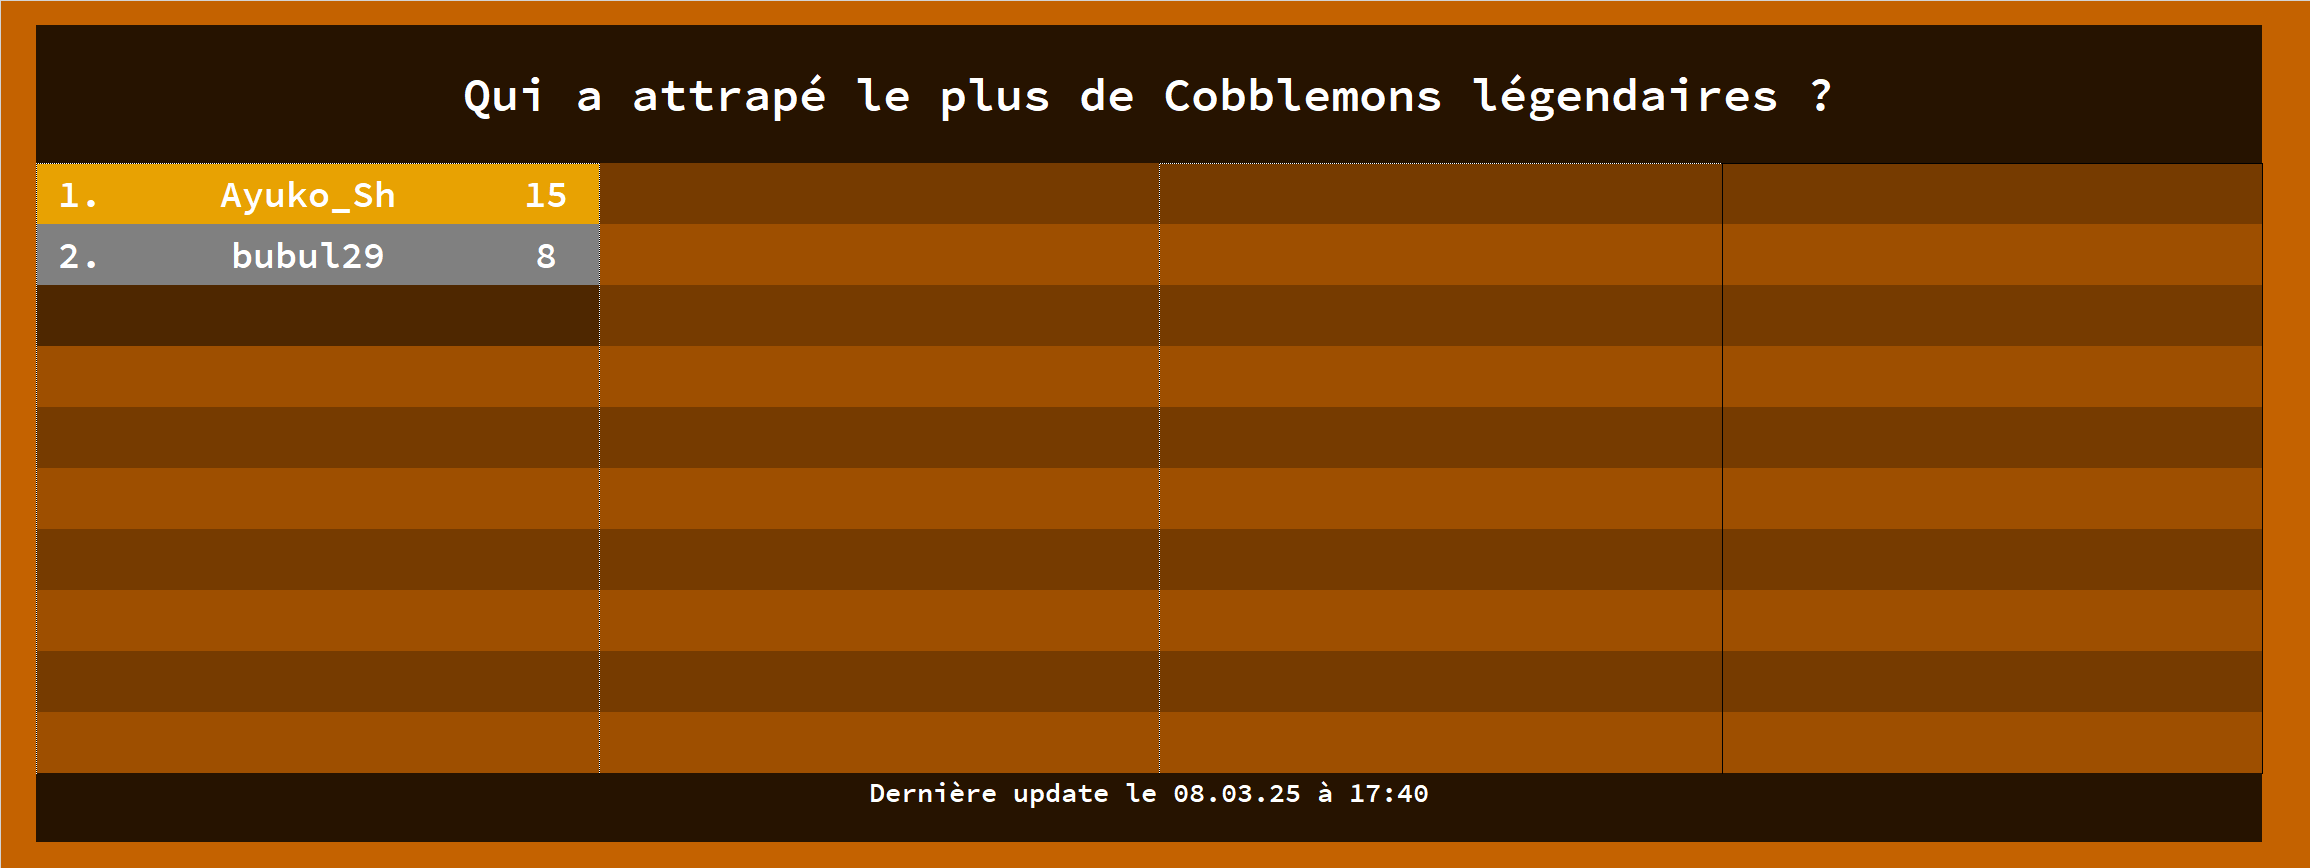 Qui a attrapé le plus de Cobblemons légendaires ?
1. Ayuko_Sh 15
2. bubul29 8
Dernière update le 08.03.25 à 17:40